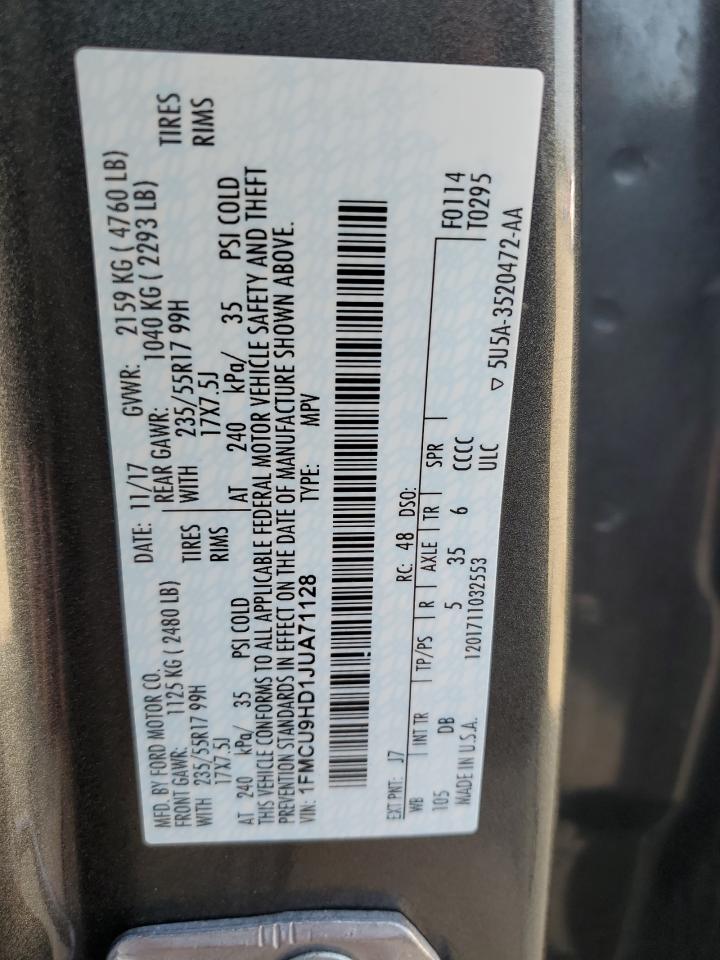 MFD. BY FORD MOTOR CO. DATE: 11/17 GVWR: 2159 KG ( 4760 LB)
FRONT GAWR: 1125 KG ( 2480 LB) REAR GAWR: 1040 KG ( 2293 LB)
WITH 235/55R17 99H TIRES WITH 235/55R17 99H TIRES
17X7.5J RIMS 17X7.5J RIMS
AT 240 kPa/ 35 PSI COLD AT 240 kPa/ 35 PSI COLD
THIS VEHICLE CONFORMS TO ALL APPLICABLE FEDERAL MOTOR VEHICLE SAFETY AND THEFT
PREVENTION STANDARDS IN EFFECT ON THE DATE OF MANUFACTURE SHOWN ABOVE.
VIN: 1FMCU9HD1JUA71128 TYPE: MPV
EXT PNT: J7 RC: 48 DSO:
WB INT TR TP/PS R AXLE TR SPR F0114
105 DB 5 35 6 CCCC T0295
MADE IN U.S.A. 1201711032553 ULC ▽ 5U5A-3520472-AA